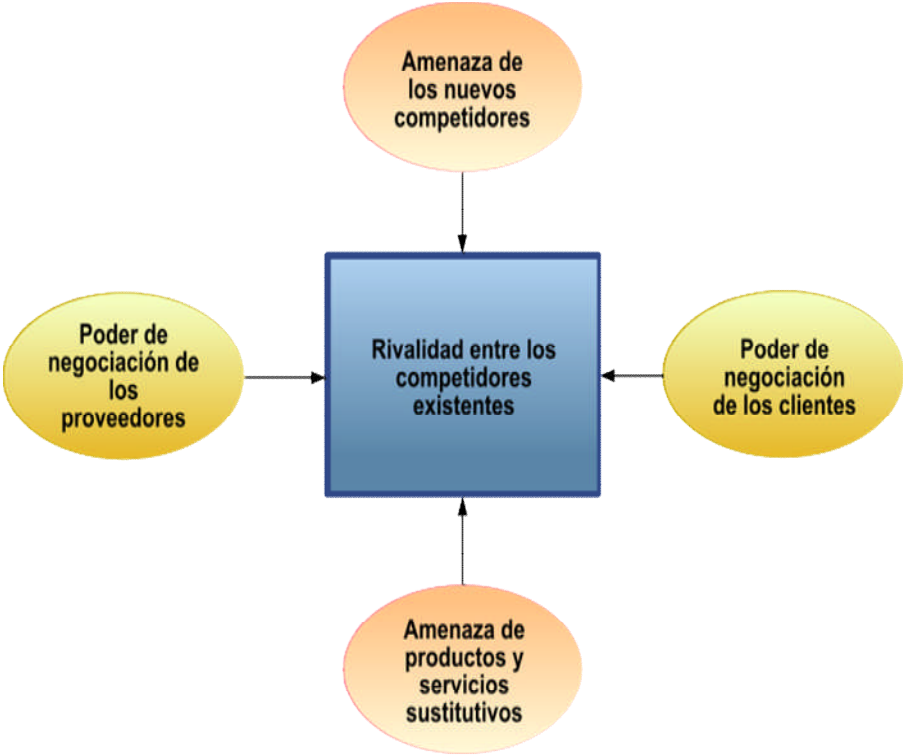 Amenaza de
los nuevos
competidores
Poder de
negociación de
los
proveedores
Rivalidad entre los
competidores
existentes
Poder de
negociación
de los clientes
Amenaza de
productos y
servicios
sustitutivos